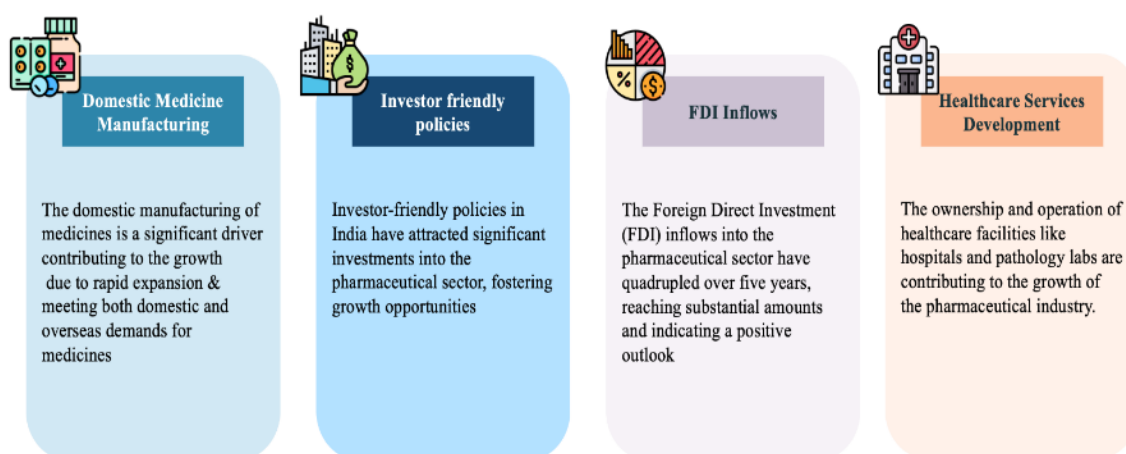 Domestic Medicine
Manufacturing
The domestic manufacturing of
medicines is a significant driver
contributing to the growth
due to rapid expansion &
meeting both domestic and
overseas demands for
medicines
Investor friendly
policies
Investor-friendly policies in
India have attracted significant
investments into the
pharmaceutical sector, fostering
growth opportunities
FDI Inflows
The Foreign Direct Investment
(FDI) inflows into the
pharmaceutical sector have
quadrupled over five years,
reaching substantial amounts
and indicating a positive
outlook
Healthcare Services
Development
The ownership and operation of
healthcare facilities like
hospitals and pathology labs are
contributing to the growth of
the pharmaceutical industry.